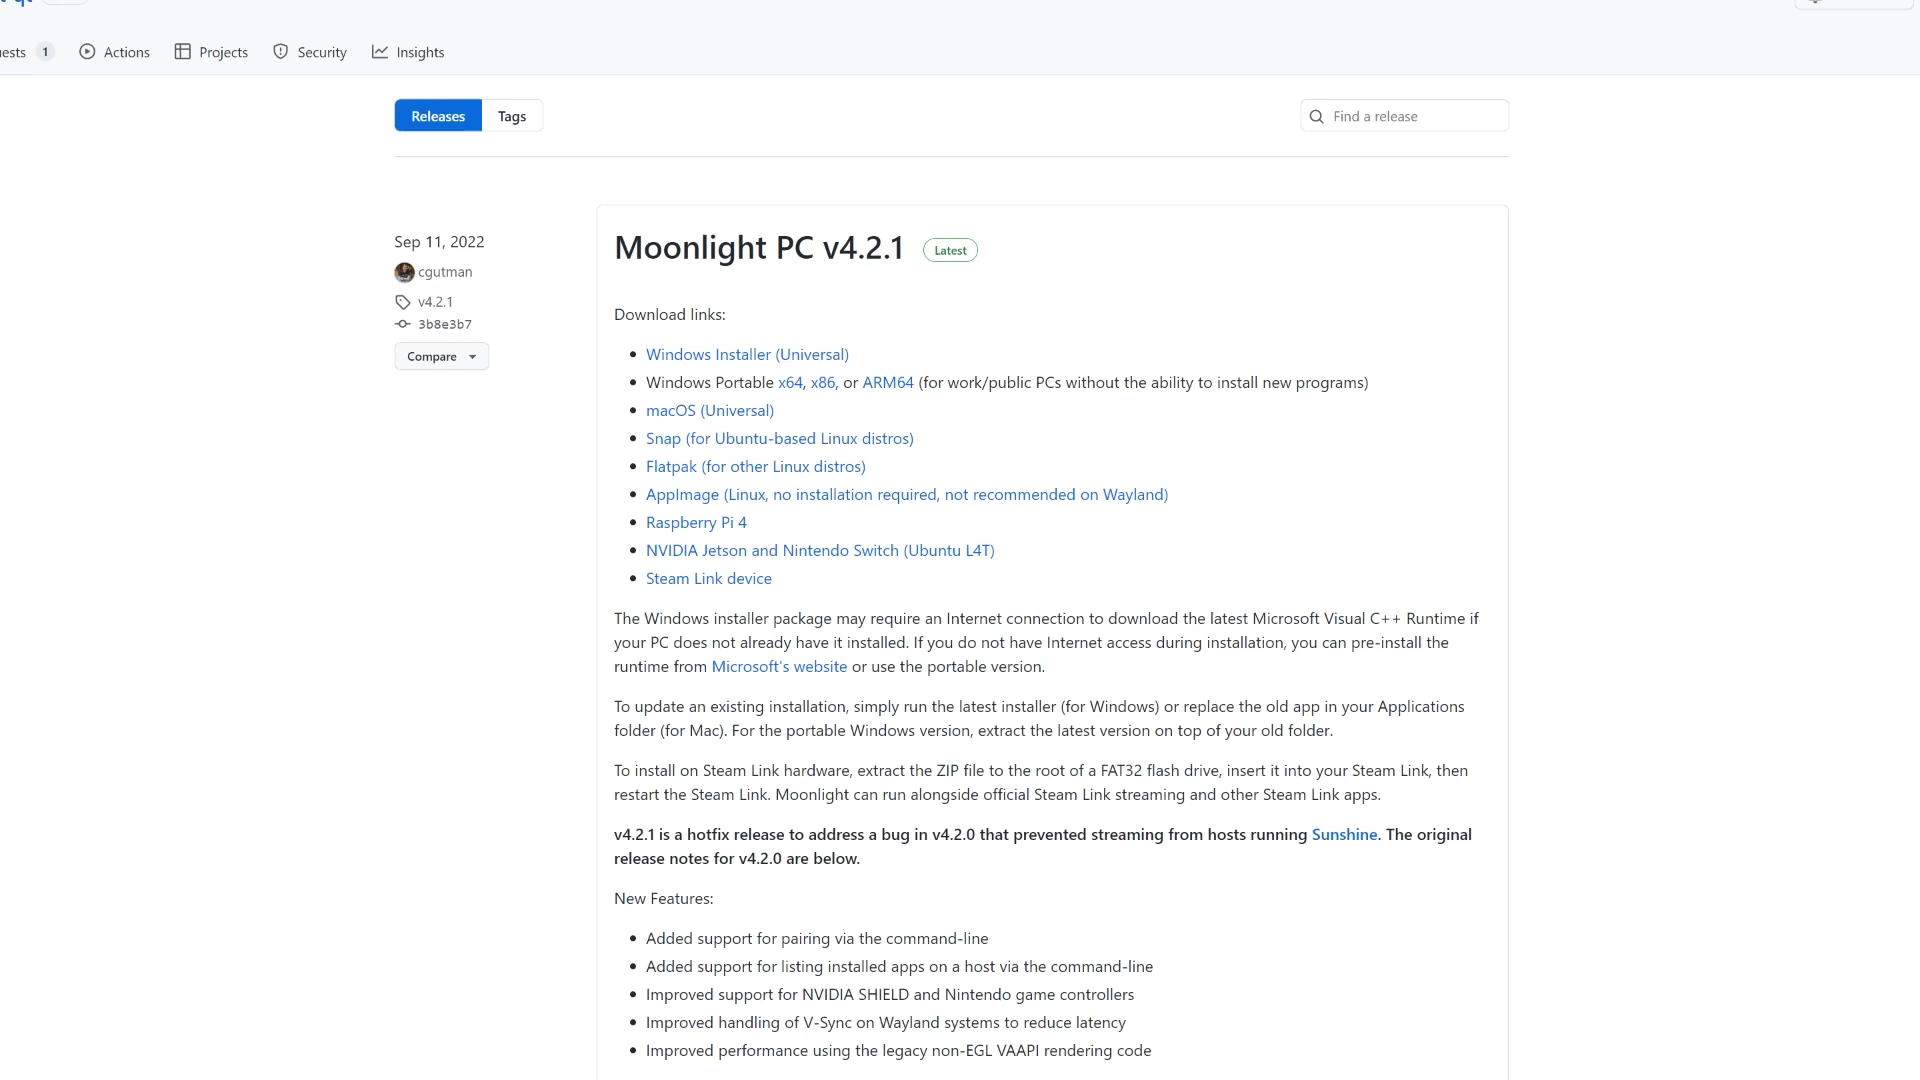 ests 1 Actions Projects Security Insights
Releases Tags Find a release
Sep 11, 2022
cgutman
v4.2.1
3b8e3b7
Compare
Moonlight PC v4.2.1 Latest
Download links:
Windows Installer (Universal)
Windows Portable x64, x86, or ARM64 (for work/public PCs without the ability to install new programs)
macOS (Universal)
Snap (for Ubuntu-based Linux distros)
Flatpak (for other Linux distros)
AppImage (Linux, no installation required, not recommended on Wayland)
Raspberry Pi 4
NVIDIA Jetson and Nintendo Switch (Ubuntu L4T)
Steam Link device
The Windows installer package may require an Internet connection to download the latest Microsoft Visual C++ Runtime if
your PC does not already have it installed. If you do not have Internet access during installation, you can pre-install the
runtime from Microsoft's website or use the portable version.
To update an existing installation, simply run the latest installer (for Windows) or replace the old app in your Applications
folder (for Mac). For the portable Windows version, extract the latest version on top of your old folder.
To install on Steam Link hardware, extract the ZIP file to the root of a FAT32 flash drive, insert it into your Steam Link, then
restart the Steam Link. Moonlight can run alongside official Steam Link streaming and other Steam Link apps.
v4.2.1 is a hotfix release to address a bug in v4.2.0 that prevented streaming from hosts running Sunshine. The original
release notes for v4.2.0 are below.
New Features:
Added support for pairing via the command-line
Added support for listing installed apps on a host via the command-line
Improved support for NVIDIA SHIELD and Nintendo game controllers
Improved handling of V-Sync on Wayland systems to reduce latency
Improved performance using the legacy non-EGL VAAPI rendering code